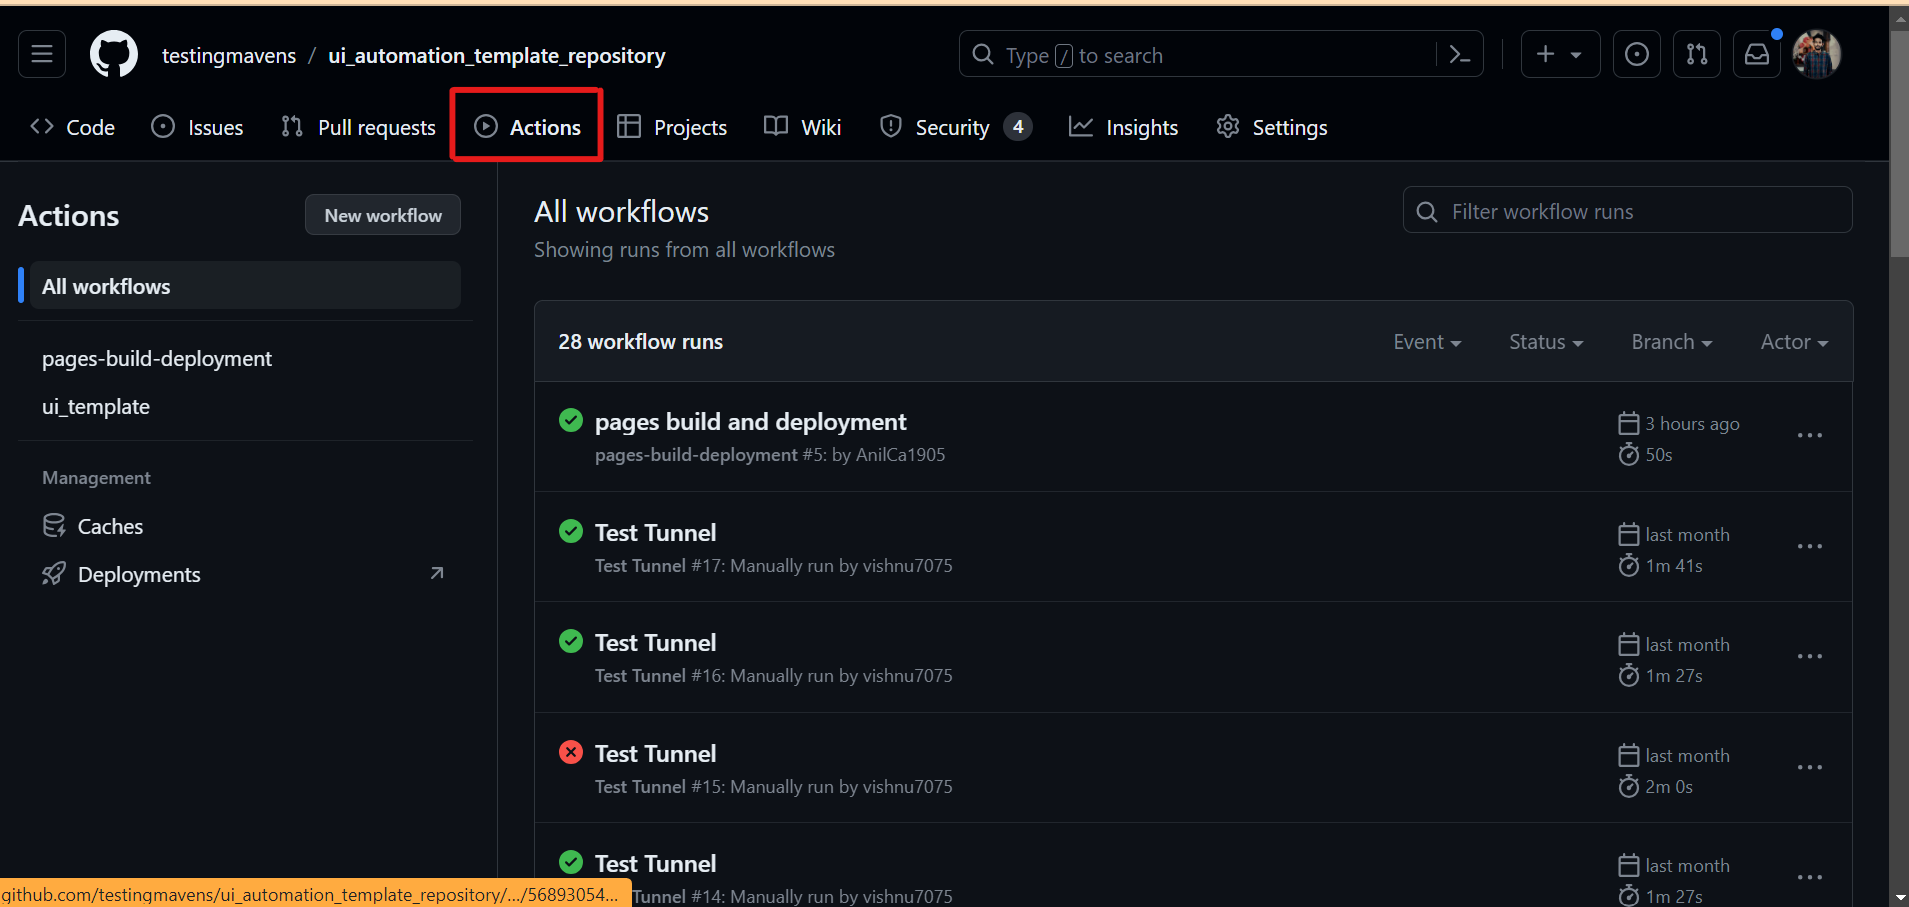 testingmavens / ui_automation_template_repository
Type / to search
Code
Issues
Pull requests
Actions
Projects
Wiki
Security 4
Insights
Settings
Actions
New workflow
All workflows
pages-build-deployment
ui_template
Management
Caches
Deployments
All workflows
Showing runs from all workflows
Filter workflow runs
28 workflow runs
Event
Status
Branch
Actor
pages build and deployment
pages-build-deployment #5: by AnilCa1905
3 hours ago
50s
Test Tunnel
Test Tunnel #17: Manually run by vishnu7075
last month
1m 41s
Test Tunnel
Test Tunnel #16: Manually run by vishnu7075
last month
1m 27s
Test Tunnel
Test Tunnel #15: Manually run by vishnu7075
last month
2m 0s
Test Tunnel
Tunnel #14: Manually run by vishnu7075
last month
1m 27s
github.com/testingmavens/ui_automation_template_repository/.../56893054...